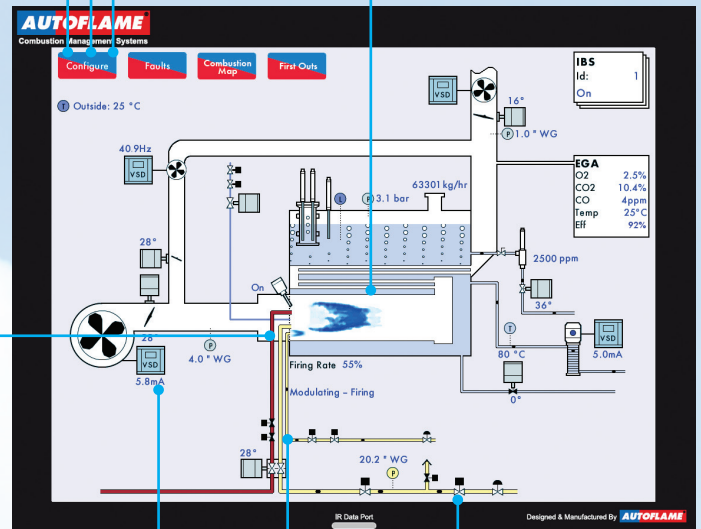 AUTOFLAME
Combustion Management Systems
Configure
Faults
Combustion
Map
First Outs
IBS
Id: 1
On
T Outside: 25 °C
VSD
16°
P 1.0 " WG
40.9Hz
VSD
EGA
O2 2.5%
CO2 10.4%
CO 4ppm
Temp 25°C
Eff 92%
63301kg/hr
L
P 3.1 bar
28°
2500 ppm
On
36°
28°
VSD
5.8mA
P
4.0 " WG
T
80 °C
VSD
5.0mA
Firing Rate 55%
Modulating – Firing
0°
28°
20.2 " WG
P
IR Data Port
Designed & Manufactured By AUTOFLAME